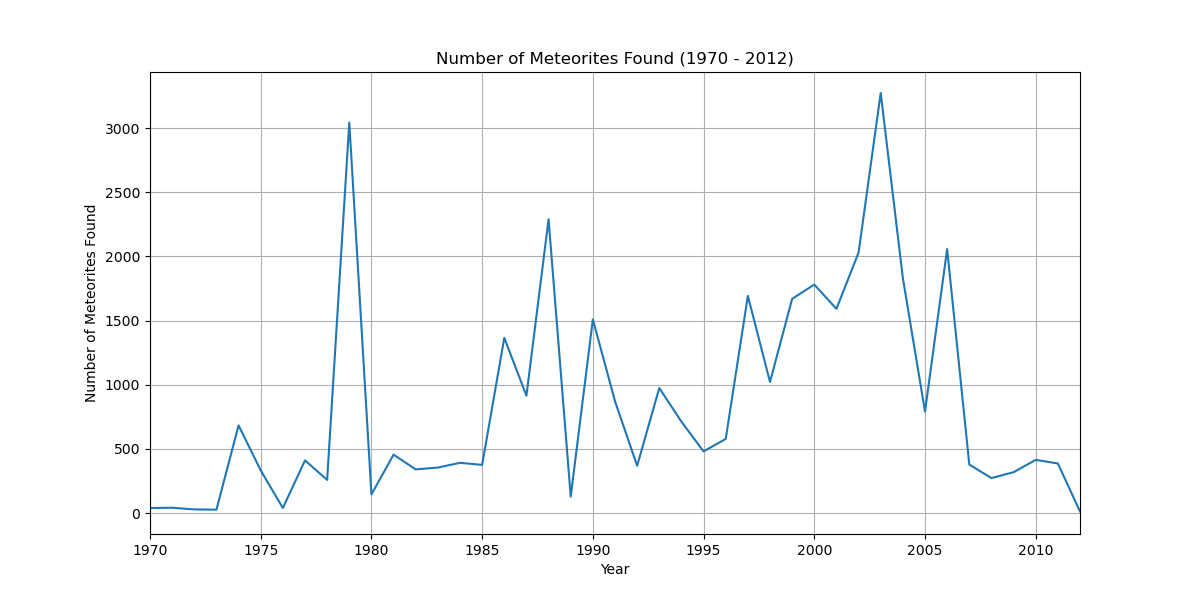 Number of Meteorites Found (1970 - 2012)
Number of Meteorites Found
3000
2500
2000
1500
1000
500
0
1970 1975 1980 1985 1990 1995 2000 2005 2010
Year